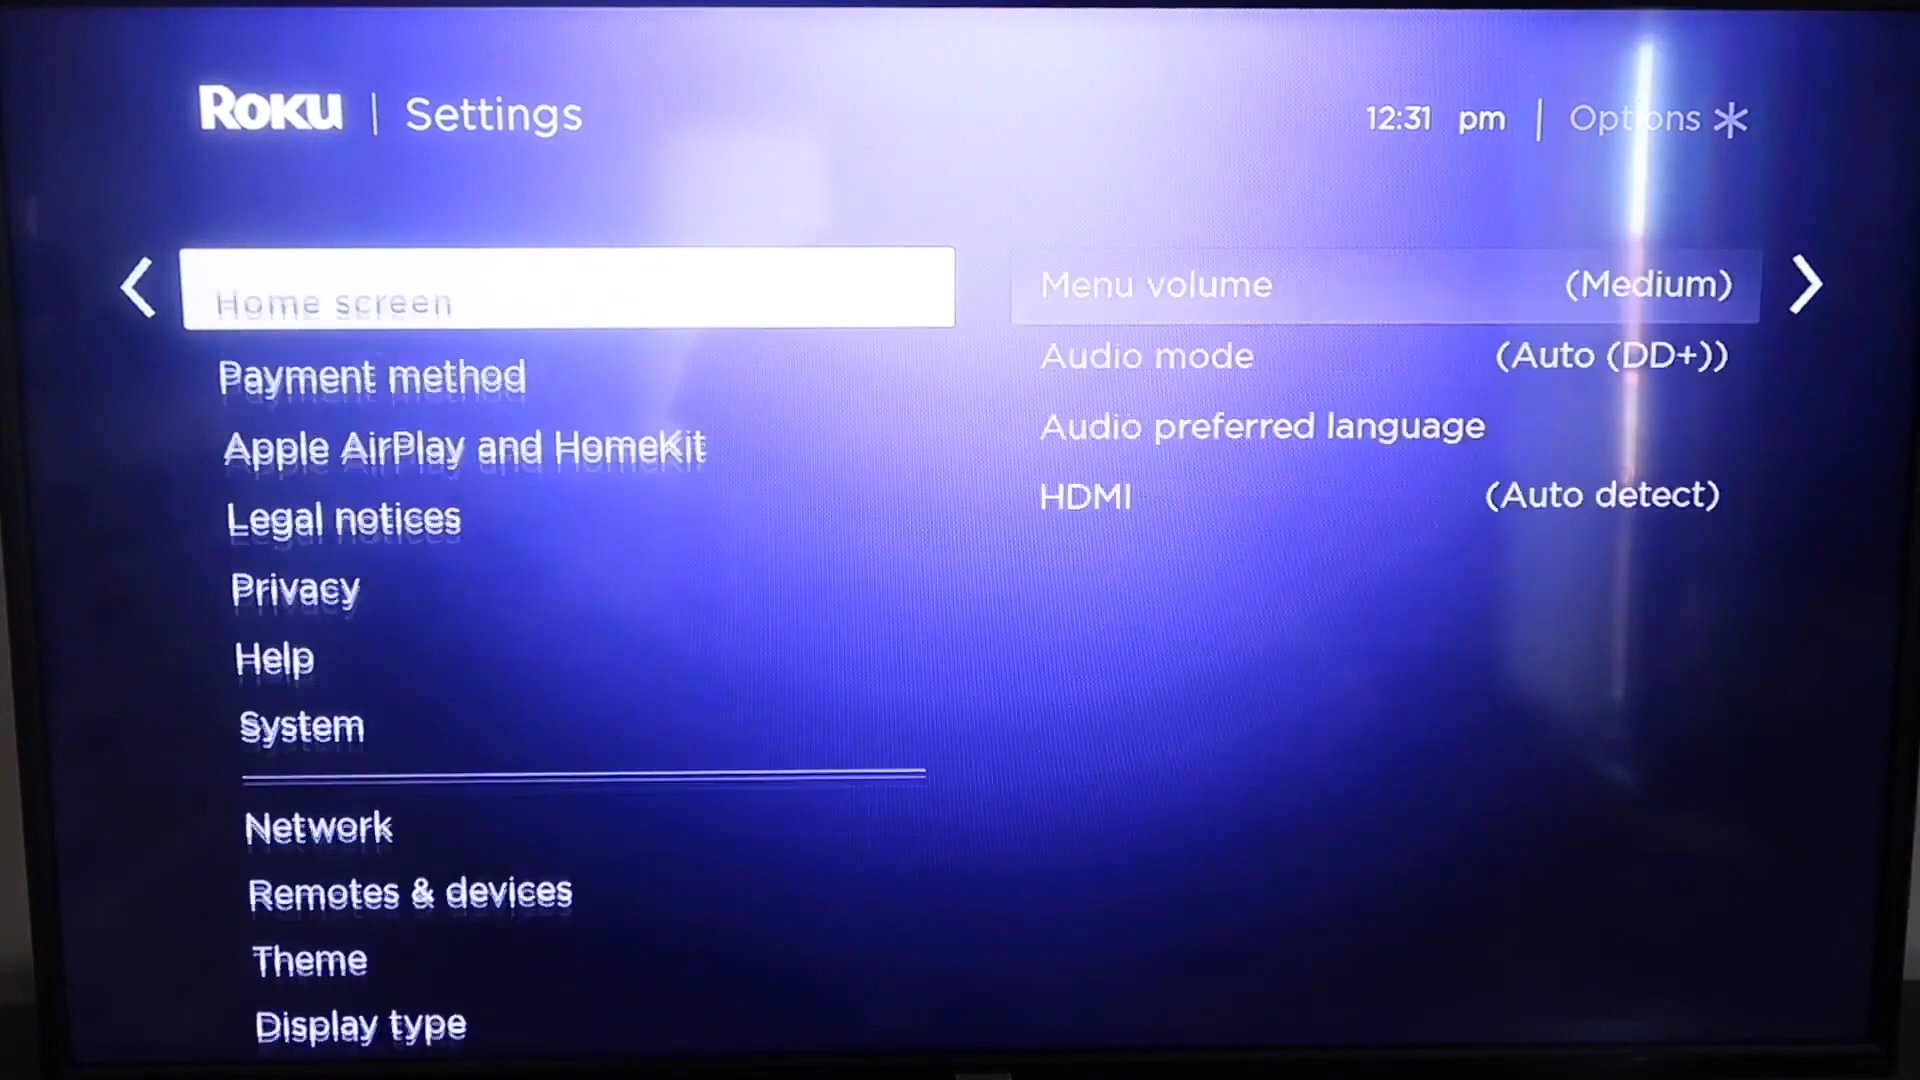 Roku | Settings
12:31 pm | Options *
Home screen
Payment method
Apple AirPlay and HomeKit
Legal notices
Privacy
Help
System
Network
Remotes & devices
Theme
Display type
Menu volume (Medium)
Audio mode (Auto (DD+))
Audio preferred language
HDMI (Auto detect)